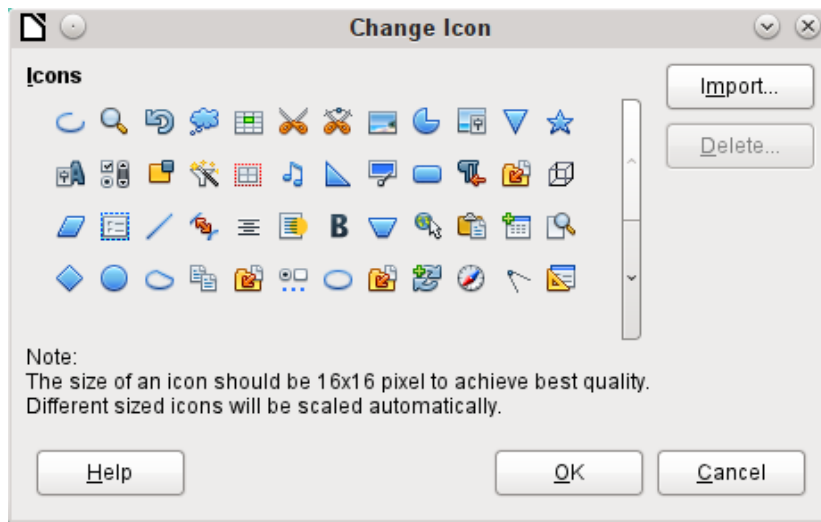 Change Icon
Icons
Import...
Delete...
Note:
The size of an icon should be 16x16 pixel to achieve best quality.
Different sized icons will be scaled automatically.
Help
OK
Cancel